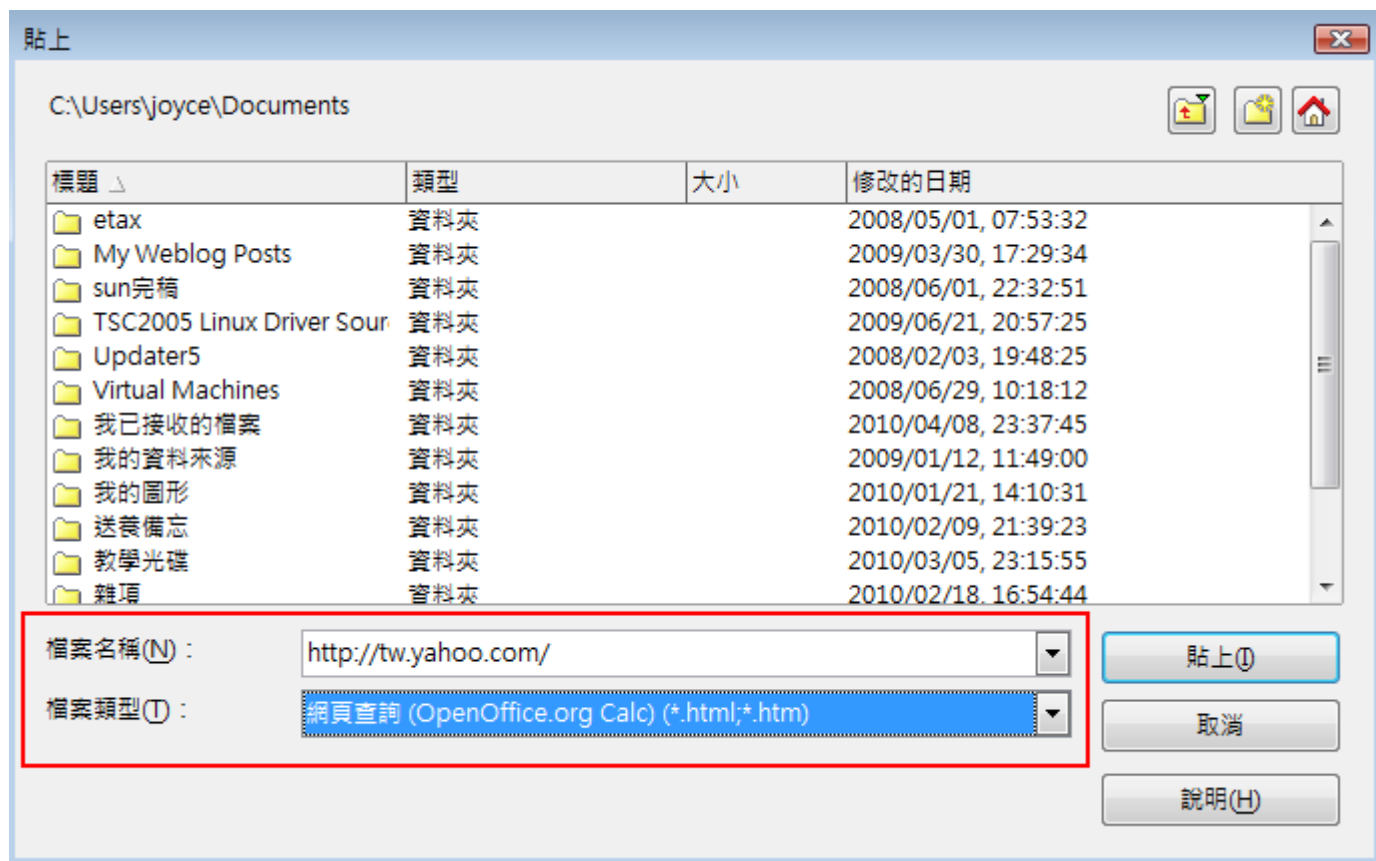 貼上
C:\Users\joyce\Documents
標題 類型 大小 修改的日期
etax 資料夾 2008/05/01, 07:53:32
My Weblog Posts 資料夾 2009/03/30, 17:29:34
sun完稿 資料夾 2008/06/01, 22:32:51
TSC2005 Linux Driver Sour 資料夾 2009/06/21, 20:57:25
Updater5 資料夾 2008/02/03, 19:48:25
Virtual Machines 資料夾 2008/06/29, 10:18:12
我已接收的檔案 資料夾 2010/04/08, 23:37:45
我的資料來源 資料夾 2009/01/12, 11:49:00
我的圖形 資料夾 2010/01/21, 14:10:31
送養備忘 資料夾 2010/02/09, 21:39:23
教學光碟 資料夾 2010/03/05, 23:15:55
雜項 資料夾 2010/02/18, 16:54:44
檔案名稱(N)： http://tw.yahoo.com/ 貼上(I)
檔案類型(T)： 網頁查詢 (OpenOffice.org Calc) (*.html;*.htm)
取消
說明(H)